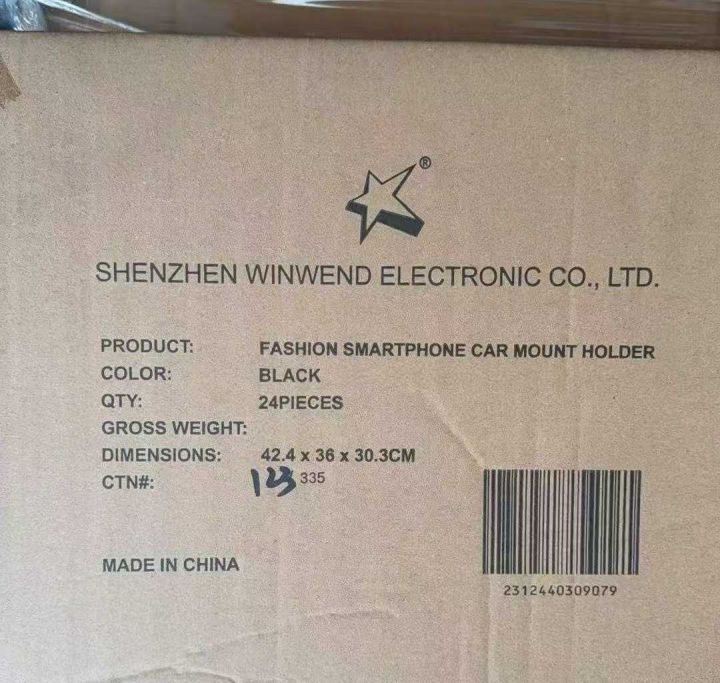 ®
SHENZHEN WINWEND ELECTRONIC CO., LTD.
PRODUCT: FASHION SMARTPHONE CAR MOUNT HOLDER
COLOR: BLACK
QTY: 24PIECES
GROSS WEIGHT:
DIMENSIONS: 42.4 x 36 x 30.3CM
CTN#: 123 335
MADE IN CHINA
2312440309079